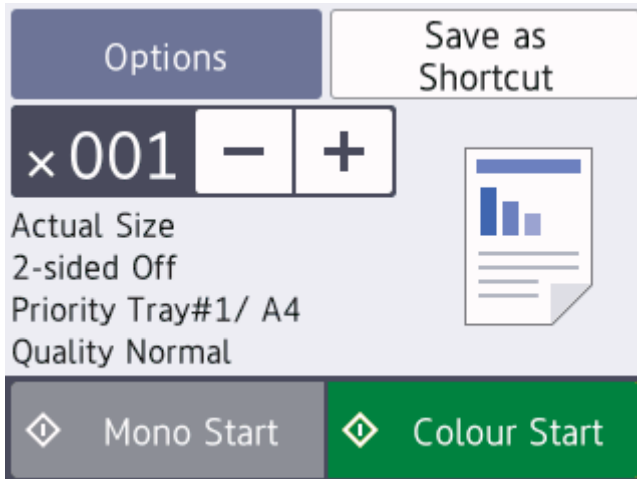 Options
Save as
Shortcut
×001 − +
Actual Size
2-sided Off
Priority Tray#1/ A4
Quality Normal
Mono Start
Colour Start